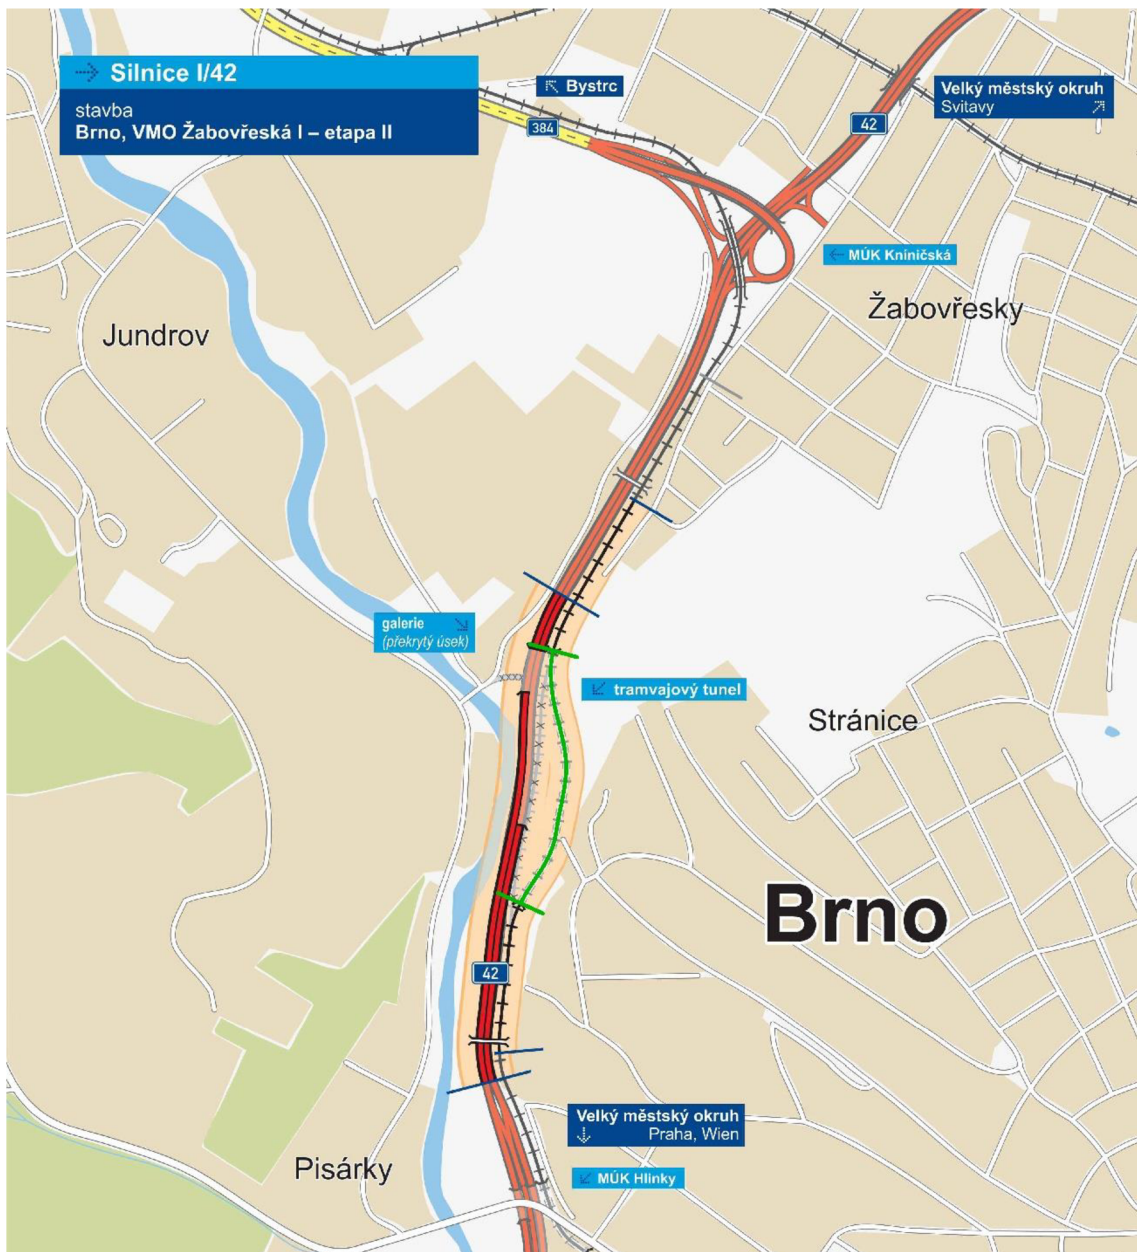 Silnice I/42
stavba
Brno, VMO Žabovřeská I – etapa II
Bystrc
384
42
Velký městský okruh
Svitavy
MÚK Kníničská
Žabovřesky
Jundrov
galerie
(překrytý úsek)
tramvajový tunel
Stránice
Brno
42
Velký městský okruh
Praha, Wien
Pisárky
MÚK Hlinky